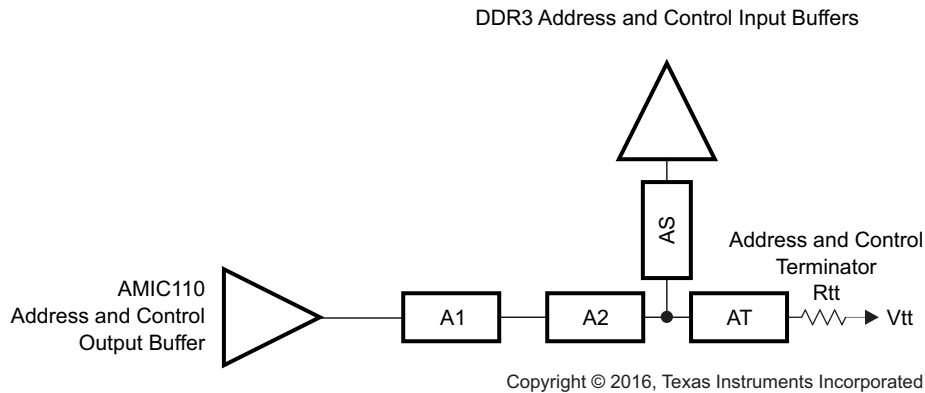 DDR3 Address and Control Input Buffers
AS
Address and Control
Terminator
Rtt
AMIC110
Address and Control
Output Buffer
A1
A2
AT
Vtt
Copyright © 2016, Texas Instruments Incorporated